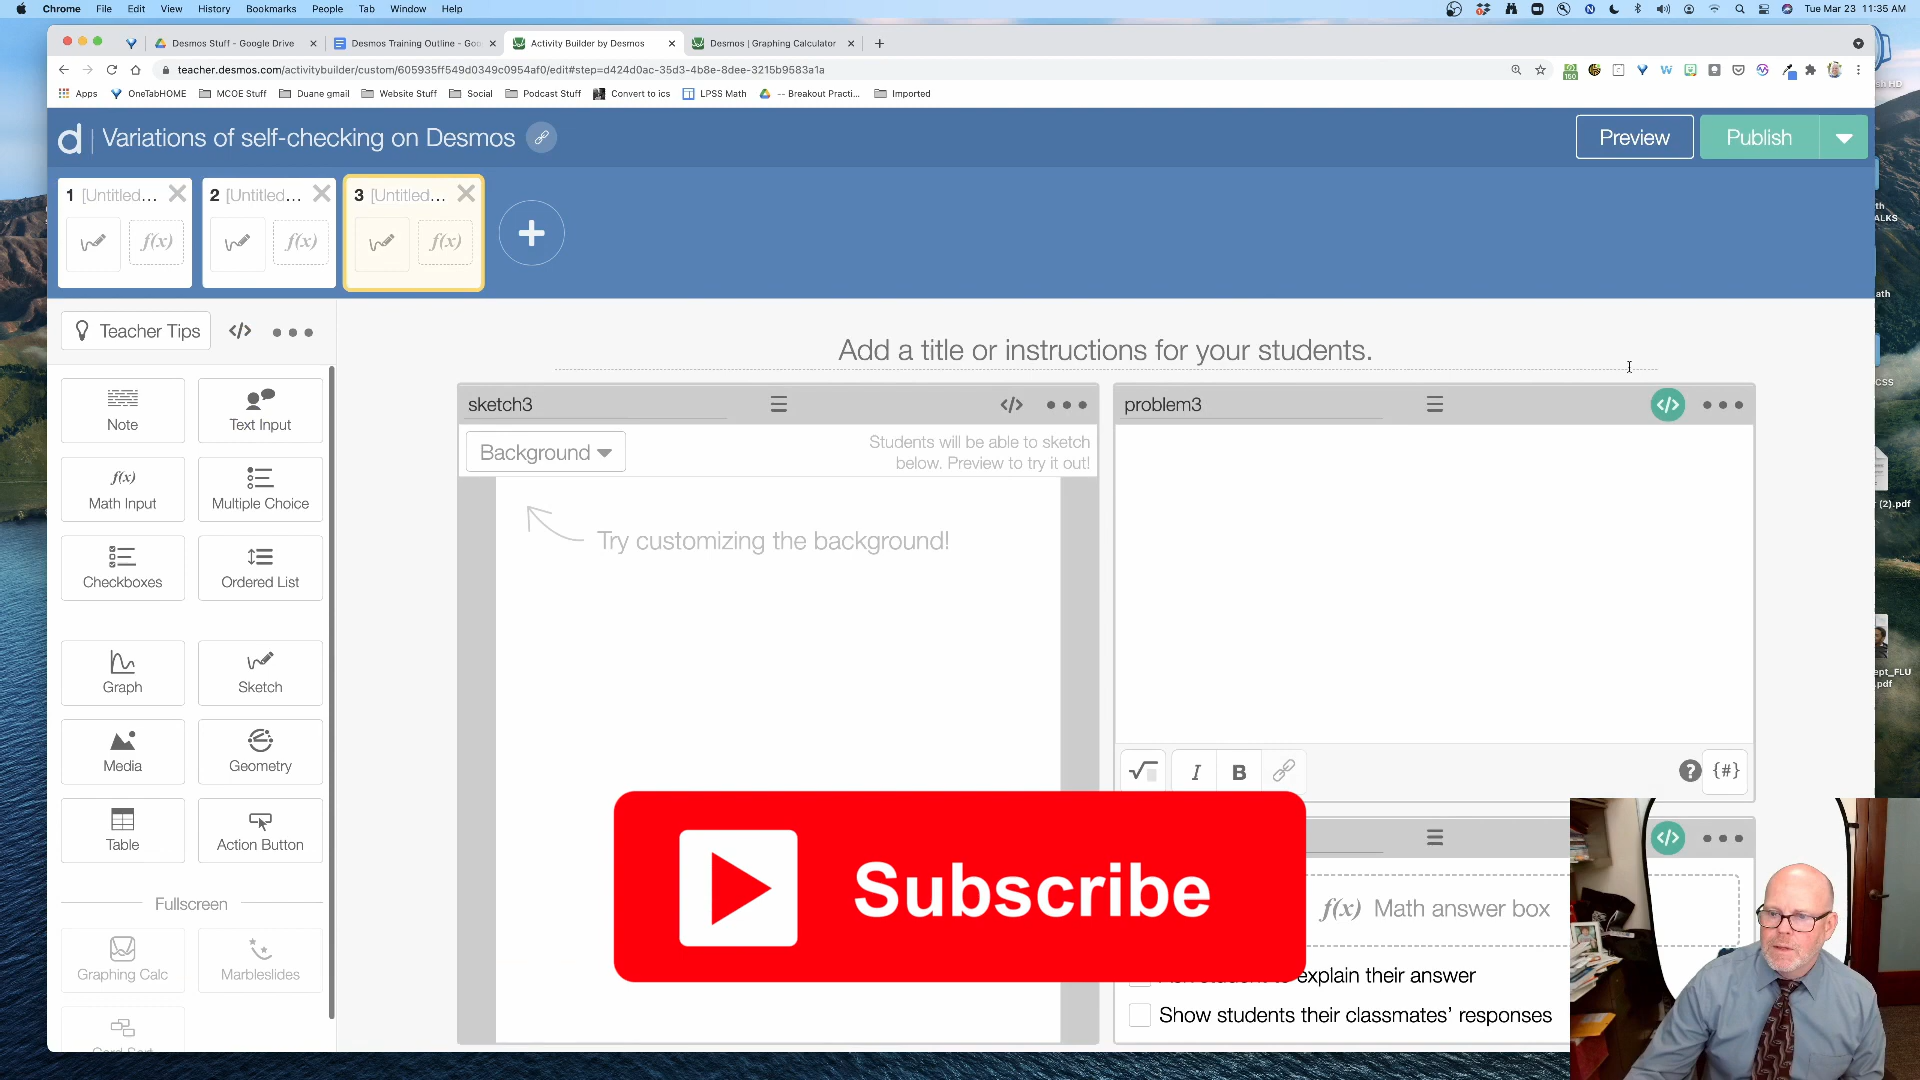 Chrome File Edit View History Bookmarks People Tab Window Help
Tue Mar 23 11:35 AM
Desmos Stuff - Google Drive
Desmos Training Outline - Goo
Activity Builder by Desmos
Desmos | Graphing Calculator
teacher.desmos.com/activitybuilder/custom/605935ff549d0349c0954af0/edit#step=d424d0ac-35d3-4b8e-8dee-3215b9583a1a
Apps OneTabHOME MCOE Stuff Duane gmail Website Stuff Social Podcast Stuff Convert to ics LPSS Math -- Breakout Practi... Imported
d | Variations of self-checking on Desmos
Preview
Publish
1 [Untitled...
2 [Untitled...
3 [Untitled...
f(x)
f(x)
f(x)
Teacher Tips </>
Add a title or instructions for your students.
Note
Text Input
f(x)
Math Input
Multiple Choice
Checkboxes
Ordered List
Graph
Sketch
Media
Geometry
Table
Action Button
Fullscreen
Graphing Calc
Marbleslides
sketch3 </>
Background
Students will be able to sketch
below. Preview to try it out!
Try customizing the background!
problem3 </>
I B
? {#}
</>
f(x) Math answer box
explain their answer
Show students their classmates' responses
Subscribe
ALKS
ath
CSS
(2).pdf
ept_FLU
.pdf